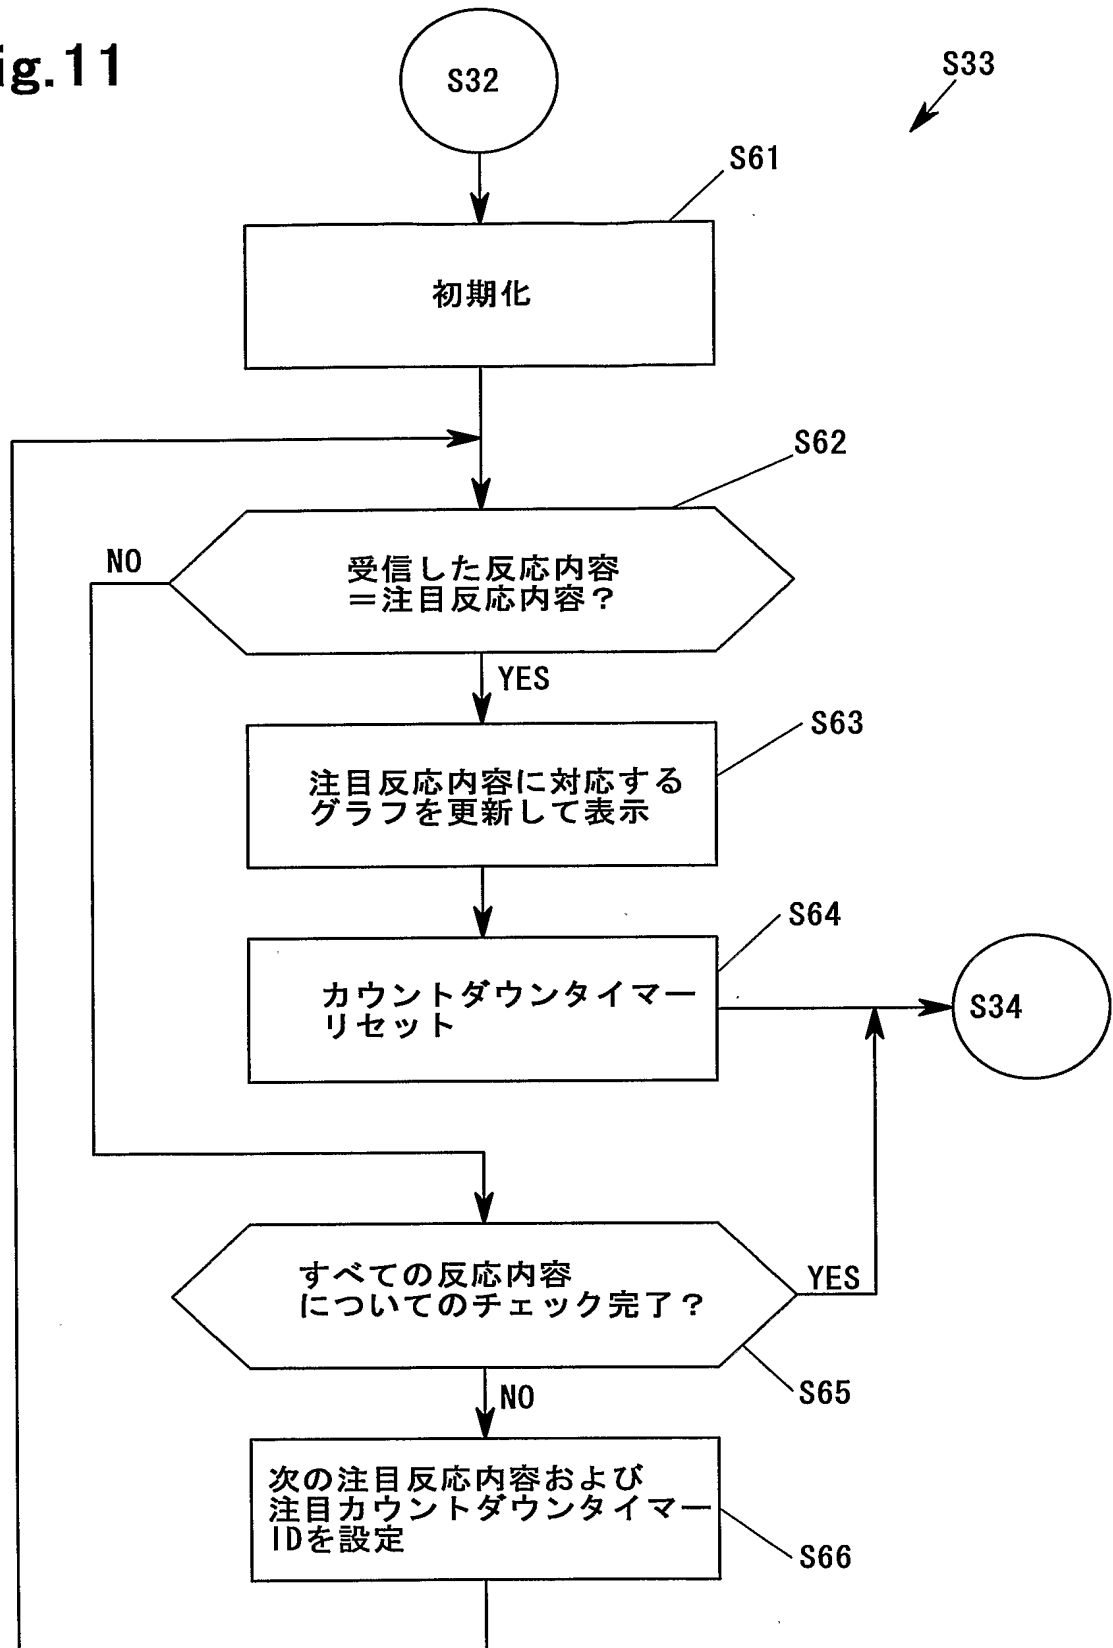 ig.11
S32
S33
S61
初期化
S62
NO
受信した反応内容
=注目反応内容?
YES
S63
注目反応内容に対応する
グラフを更新して表示
S64
カウントダウンタイマー
リセット
S34
すべての反応内容
についてのチェック完了?
YES
S65
NO
次の注目反応内容および
注目カウントダウンタイマー
IDを設定
S66